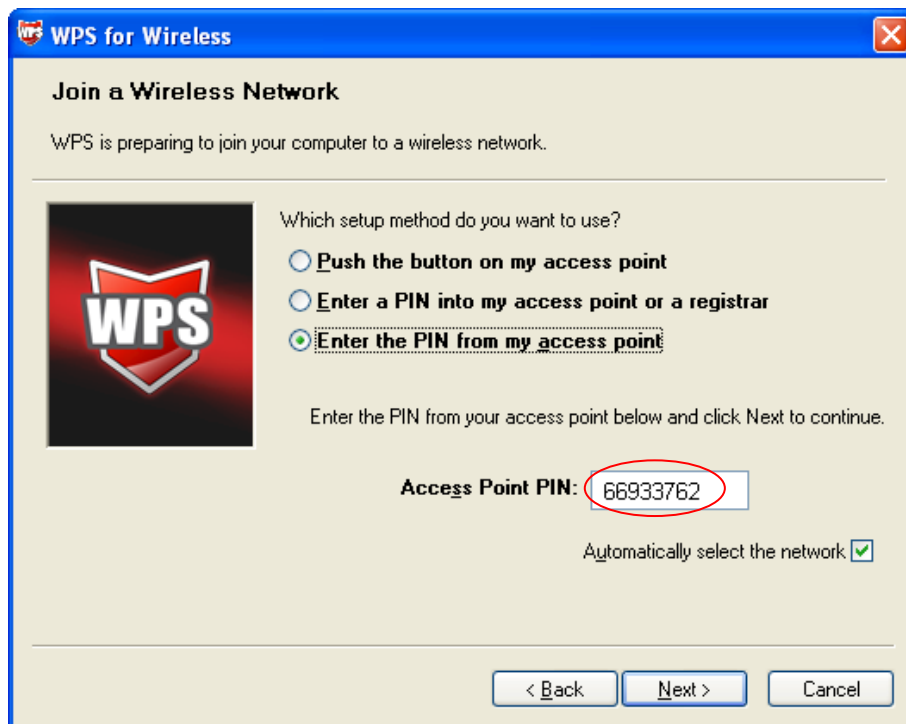 WPS for Wireless
Join a Wireless Network
WPS is preparing to join your computer to a wireless network.
WPS
Which setup method do you want to use?
Push the button on my access point
Enter a PIN into my access point or a registrar
Enter the PIN from my access point
Enter the PIN from your access point below and click Next to continue.
Access Point PIN: 66933762
Automatically select the network
< Back Next > Cancel